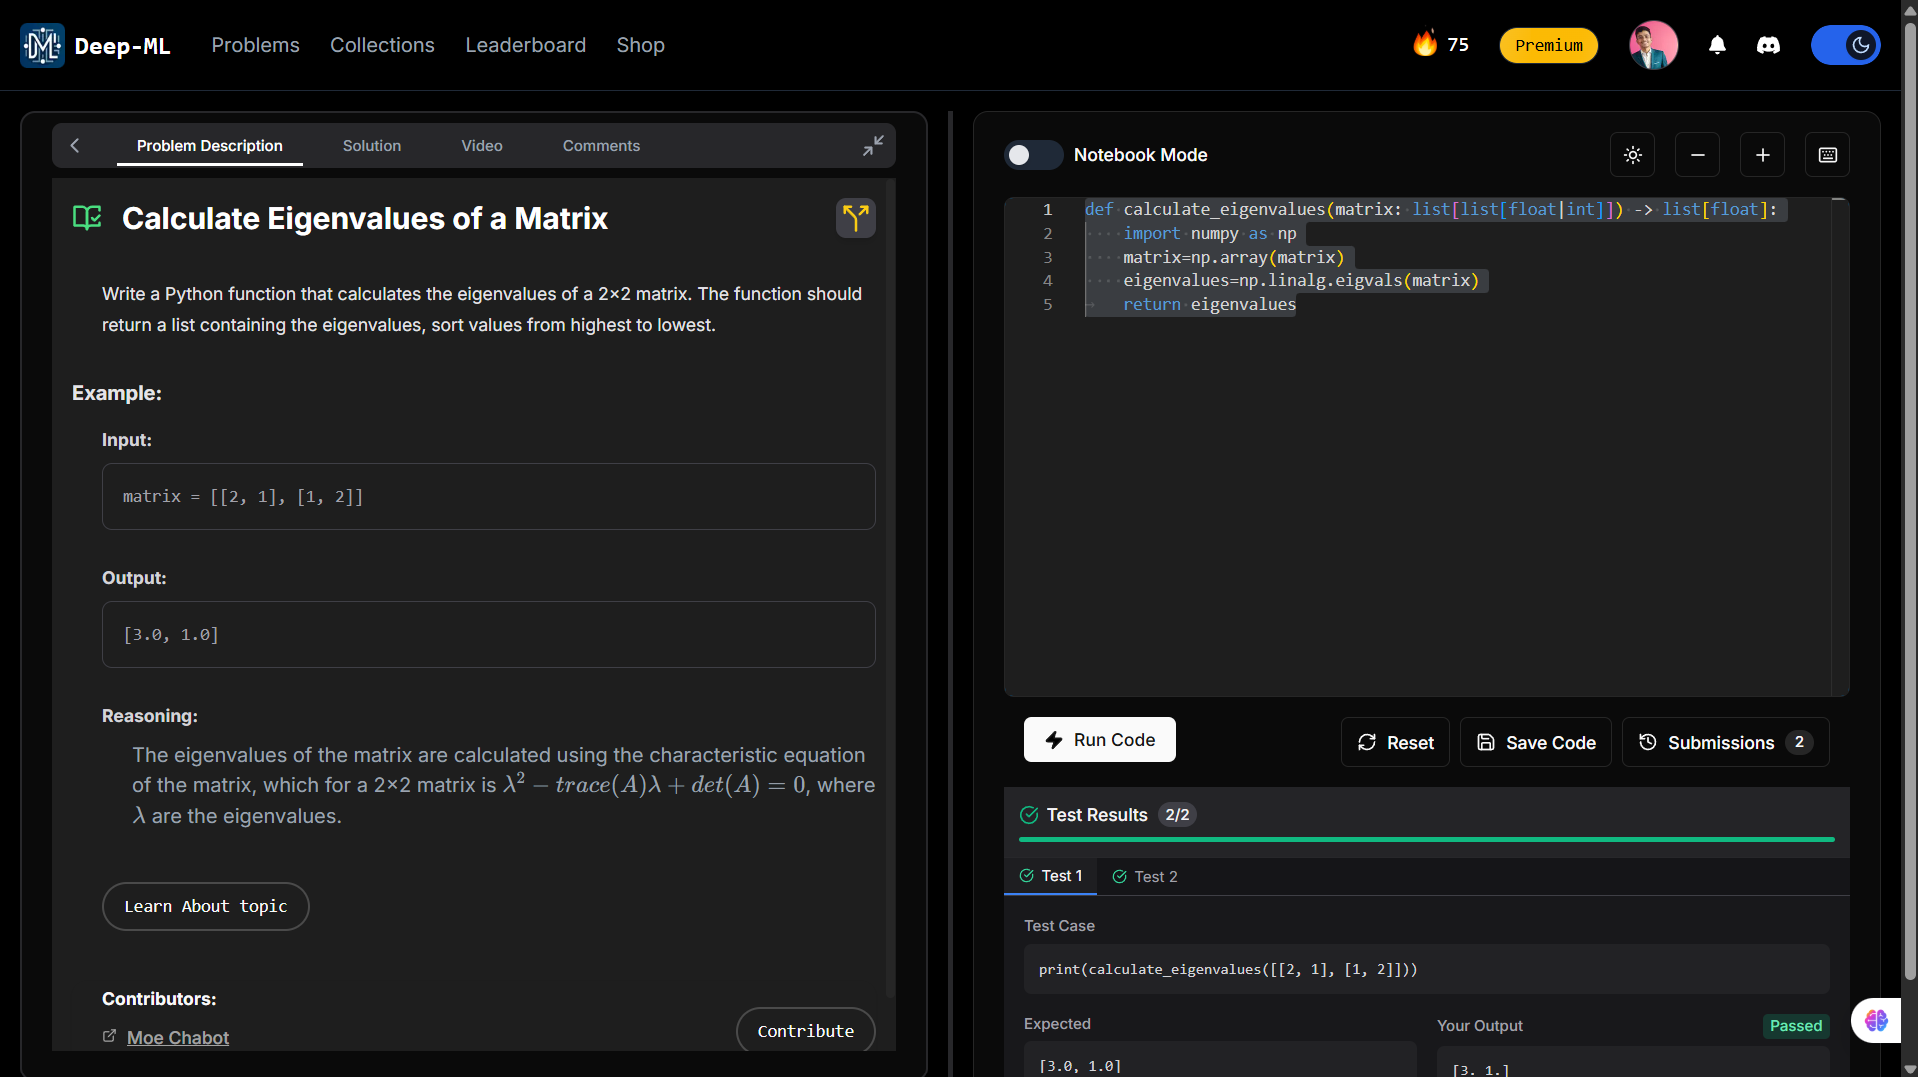 Deep-ML
Problems
Collections
Leaderboard
Shop
75
Premium
Problem Description
Solution
Video
Comments
Calculate Eigenvalues of a Matrix
Write a Python function that calculates the eigenvalues of a 2×2 matrix. The function should
return a list containing the eigenvalues, sort values from highest to lowest.
Example:
Input:
matrix = [[2, 1], [1, 2]]
Output:
[3.0, 1.0]
Reasoning:
The eigenvalues of the matrix are calculated using the characteristic equation
of the matrix, which for a 2×2 matrix is λ² − trace(A)λ + det(A) = 0, where
λ are the eigenvalues.
Learn About topic
Contributors:
Moe Chabot
Contribute
Notebook Mode
1 def calculate_eigenvalues(matrix: list[list[float|int]]) -> list[float]:
2 import numpy as np
3 matrix=np.array(matrix)
4 eigenvalues=np.linalg.eigvals(matrix)
5 return eigenvalues
Run Code
Reset
Save Code
Submissions 2
Test Results 2/2
Test 1
Test 2
Test Case
print(calculate_eigenvalues([[2, 1], [1, 2]]))
Expected
[3.0, 1.0]
Your Output
Passed
[3. 1.]